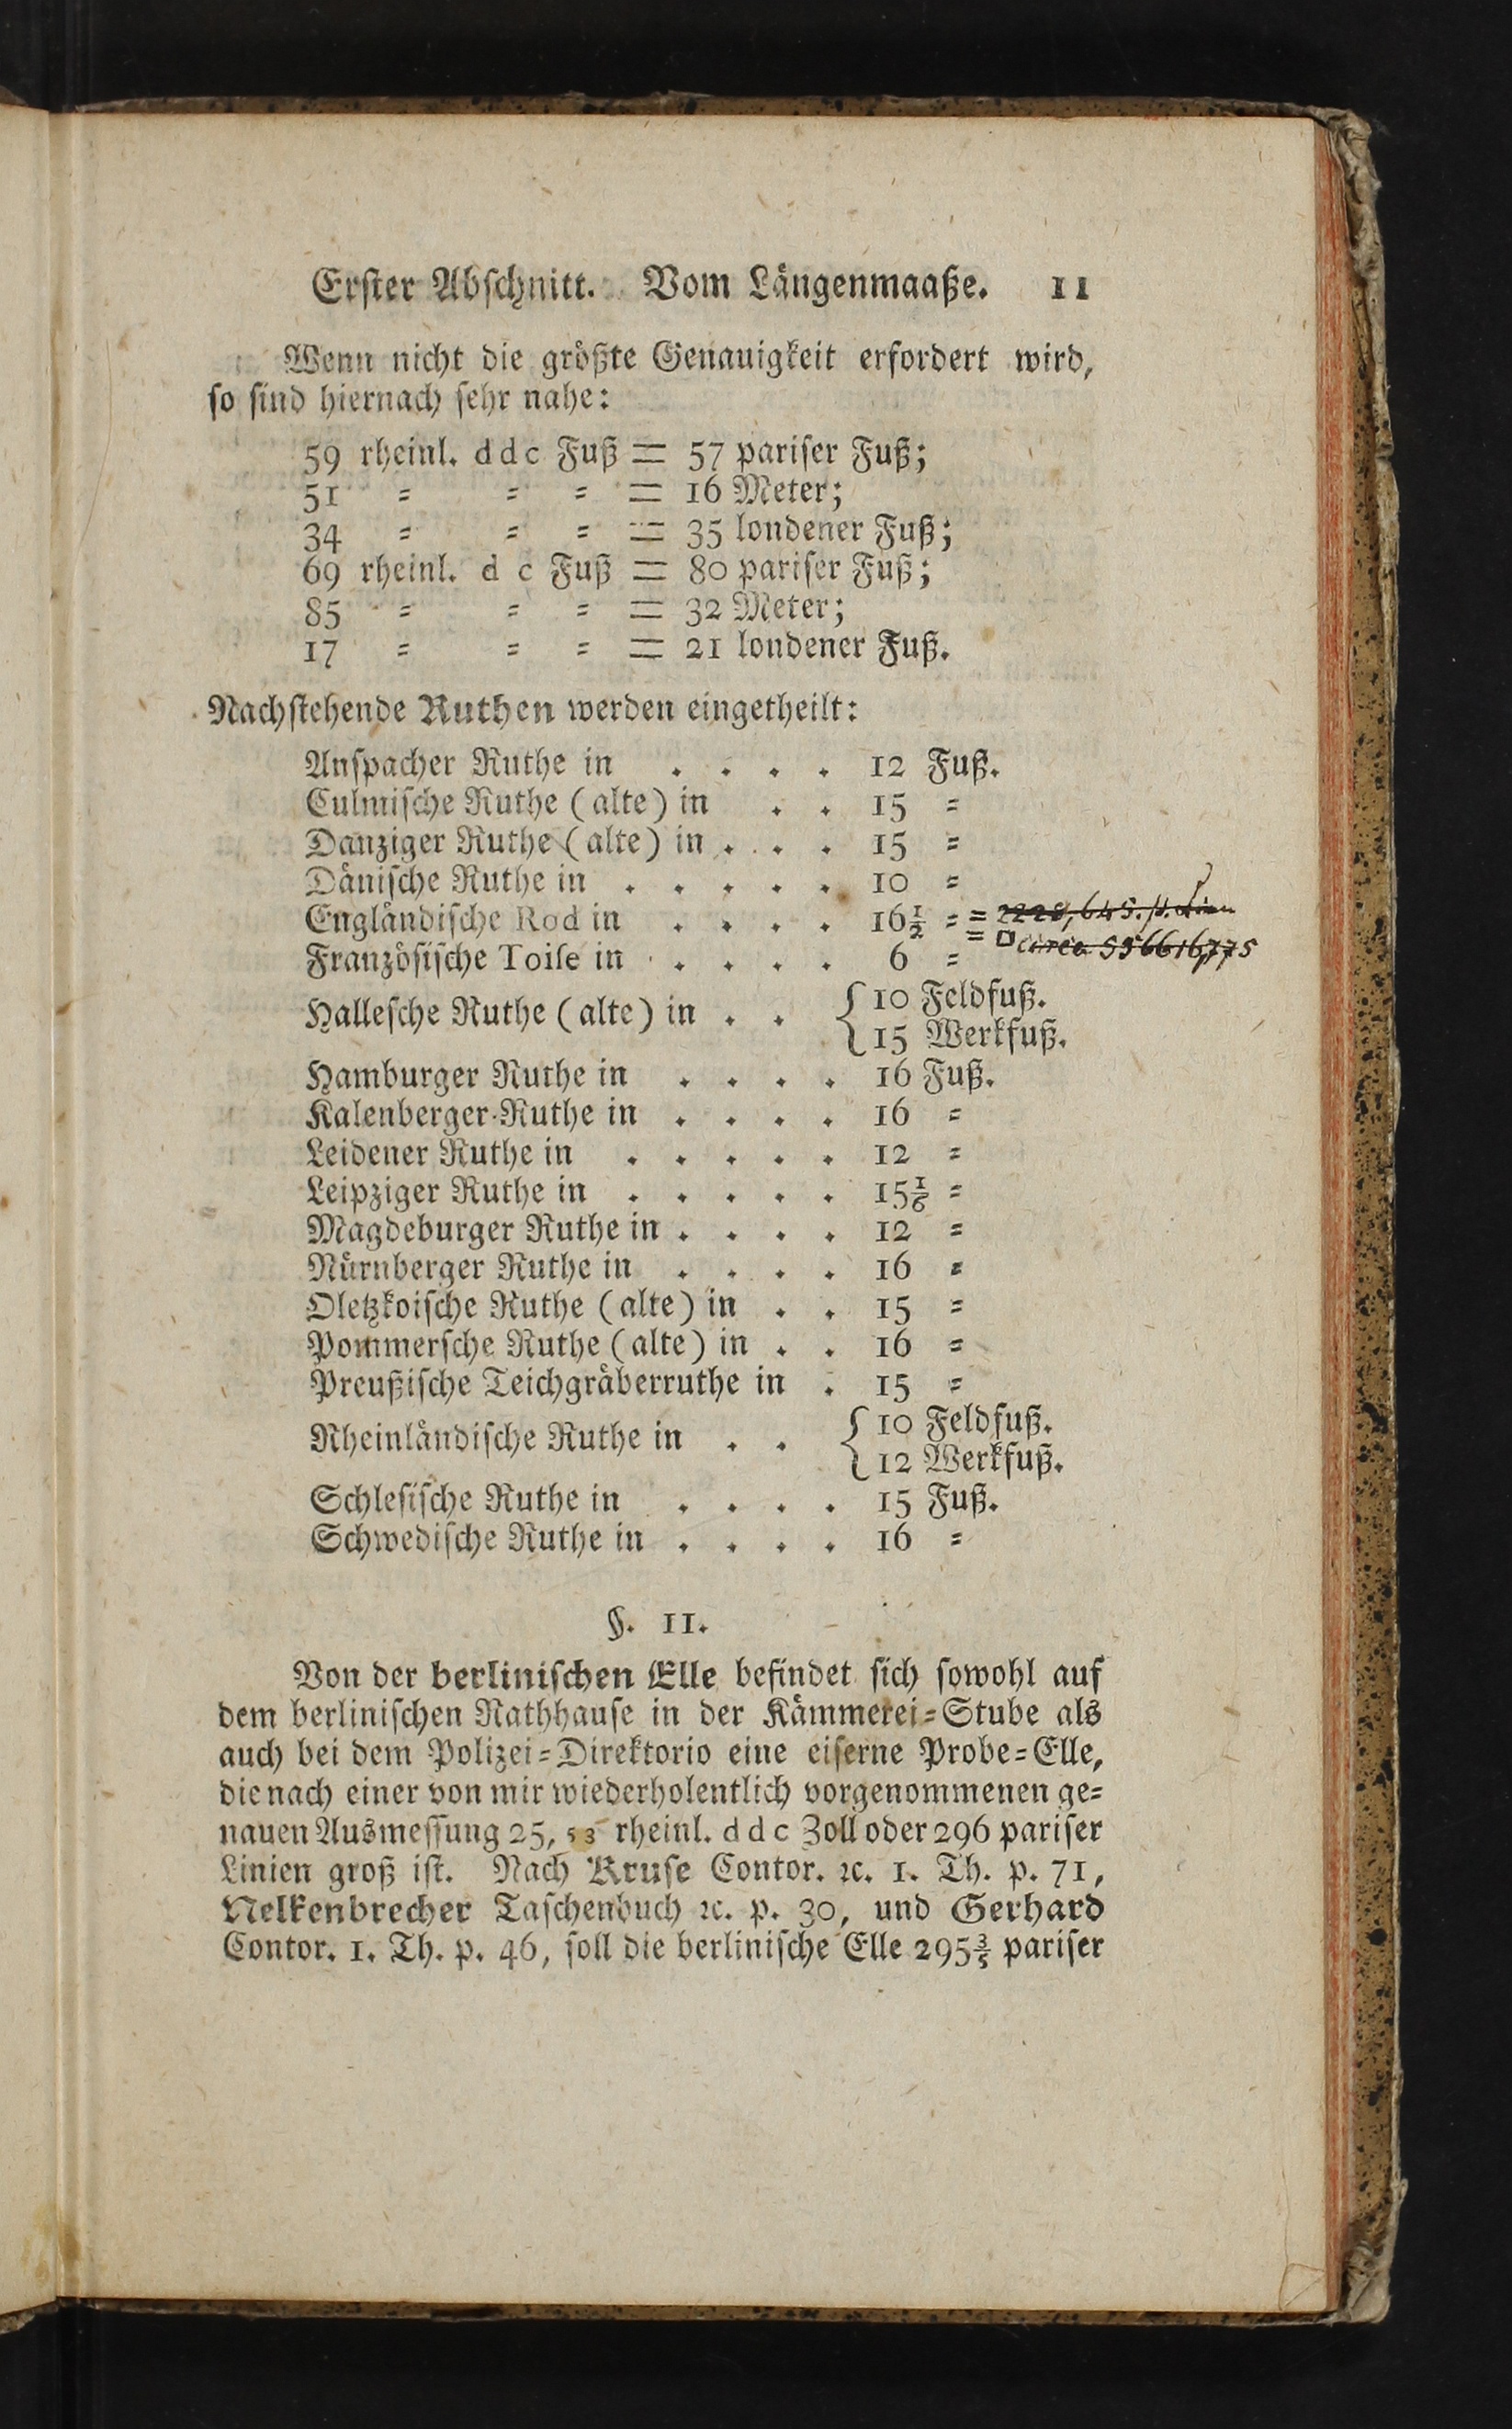 Erſter Abſchnitt. Vom Längenmaaße. 11
Wenn nicht die größte Genauigkeit erfordert wird,
ſo ſind hiernach ſehr nahe:
59 rheinl. ddc Fuß = 57 pariſer Fuß;
51 = = = = 16 Meter;
34 = = = = 35 londener Fuß;
69 rheinl. d c Fuß = 80 pariſer Fuß;
85 = = = = 32 Meter;
17 = = = = 21 londener Fuß.
Nachſtehende Ruthen werden eingetheilt:
Anſpacher Ruthe in . . . . 12 Fuß.
Culmiſche Ruthe (alte) in . . 15 =
Danziger Ruthe (alte) in . . . 15 =
Däniſche Ruthe in . . . . . 10 =
Engländiſche Rod in . . . . 16½ = = 2229,645. p.
Franzöſiſche Toiſe in . . . . 6 = = □ circa
Halleſche Ruthe (alte) in . . { 10 Feldfuß.
15 Werkfuß.
Hamburger Ruthe in . . . . 16 Fuß.
Kalenberger Ruthe in . . . . 16 =
Leidener Ruthe in . . . . . 12 =
Leipziger Ruthe in . . . . . 15⅙ =
Magdeburger Ruthe in . . . . 12 =
Nürnberger Ruthe in . . . . 16 =
Oletzkoiſche Ruthe (alte) in . . 15 =
Pommerſche Ruthe (alte) in . . 16 =
Preußiſche Teichgräberruthe in . 15 =
Rheinländiſche Ruthe in . . { 10 Feldfuß.
12 Werkfuß.
Schleſiſche Ruthe in . . . . 15 Fuß.
Schwediſche Ruthe in . . . . 16 =
§. 11.
Von der berliniſchen Elle befindet ſich ſowohl auf
dem berliniſchen Rathhauſe in der Kämmerei=Stube als
auch bei dem Polizei=Direktorio eine eiſerne Probe=Elle,
die nach einer von mir wiederholentlich vorgenommenen ge=
nauen Ausmeſſung 25, 53 rheinl. ddc Zoll oder 296 pariſer
Linien groß iſt. Nach Kruſe Contor. ꝛc. 1. Th. p. 71,
Nelkenbrecher Taſchenbuch ꝛc. p. 30, und Gerhard
Contor. 1. Th. p. 46, ſoll die berliniſche Elle 295⅗ pariſer